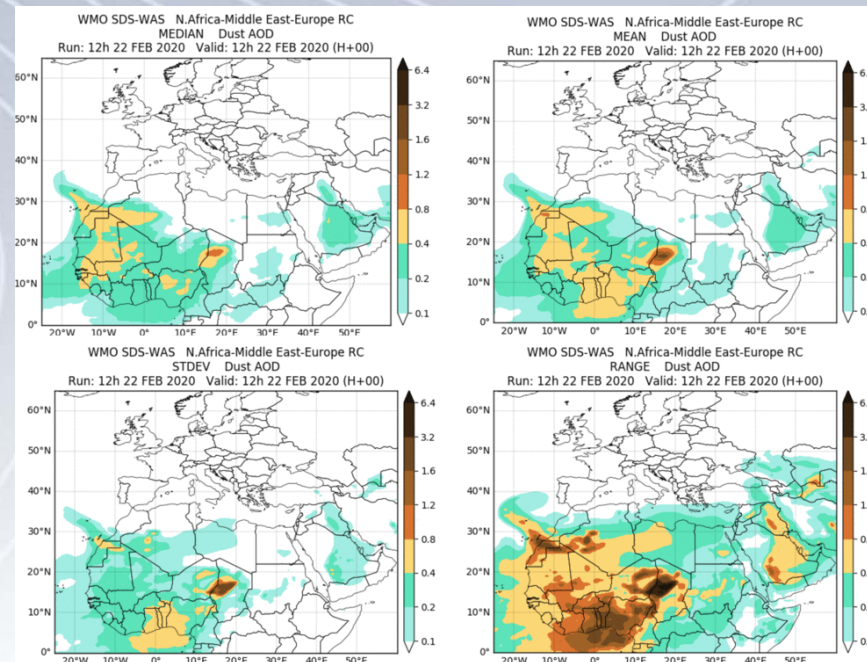 WMO SDS-WAS N.Africa-Middle East-Europe RC
MEDIAN Dust AOD
Run: 12h 22 FEB 2020 Valid: 12h 22 FEB 2020 (H+00)
60°N
50°N
40°N
30°N
20°N
10°N
0°
20°W 10°W 0° 10°E 20°E 30°E 40°E 50°E
6.4
3.2
1.6
1.2
0.8
0.4
0.2
0.1
WMO SDS-WAS N.Africa-Middle East-Europe RC
MEAN Dust AOD
Run: 12h 22 FEB 2020 Valid: 12h 22 FEB 2020 (H+00)
60°N
50°N
40°N
30°N
20°N
10°N
0°
20°W 10°W 0° 10°E 20°E 30°E 40°E 50°E
WMO SDS-WAS N.Africa-Middle East-Europe RC
STDEV Dust AOD
Run: 12h 22 FEB 2020 Valid: 12h 22 FEB 2020 (H+00)
60°N
50°N
40°N
30°N
20°N
10°N
0°
20°W 10°W 0° 10°E 20°E 30°E 40°E 50°E
6.4
3.2
1.6
1.2
0.8
0.4
0.2
0.1
WMO SDS-WAS N.Africa-Middle East-Europe RC
RANGE Dust AOD
Run: 12h 22 FEB 2020 Valid: 12h 22 FEB 2020 (H+00)
60°N
50°N
40°N
30°N
20°N
10°N
0°
20°W 10°W 0° 10°E 20°E 30°E 40°E 50°E